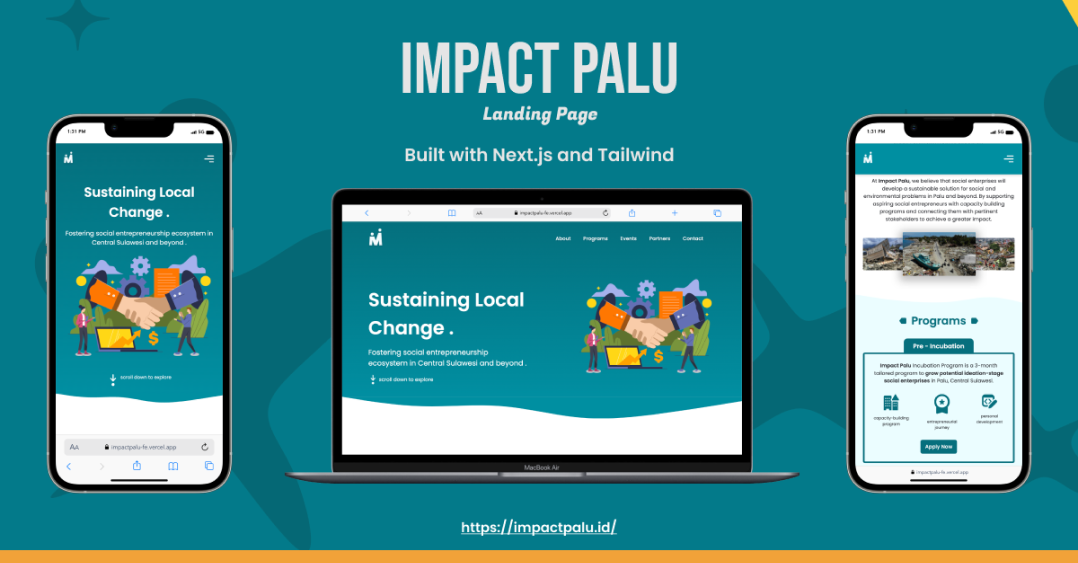 IMPACT PALU
Landing Page
Built with Next.js and Tailwind
1:31 PM
5G
Sustaining Local
Change .
Fostering social entrepreneurship ecosystem in
Central Sulawesi and beyond .
scroll down to explore
AA
impactpalu-fe.vercel.app
AA
impactpalu-fe.vercel.app
About
Programs
Events
Partners
Contact
Sustaining Local
Change .
Fostering social entrepreneurship
ecosystem in Central Sulawesi and beyond .
scroll down to explore
MacBook Air
1:31 PM
5G
At Impact Palu, we believe that social enterprises will
develop a sustainable solution for social and
environmental problems in Palu and beyond. By supporting
aspiring social entrepreneurs with capacity building
programs and connecting them with pertinent
stakeholders to achieve a greater impact.
Programs
Pre - Incubation
Impact Palu Incubation Program is a 3-month
tailored program to grow potential ideation-stage
social enterprises in Palu, Central Sulawesi.
capacity-building
program
entrepreneurial
journey
personal
development
Apply Now
impactpalu-fe.vercel.app
https://impactpalu.id/